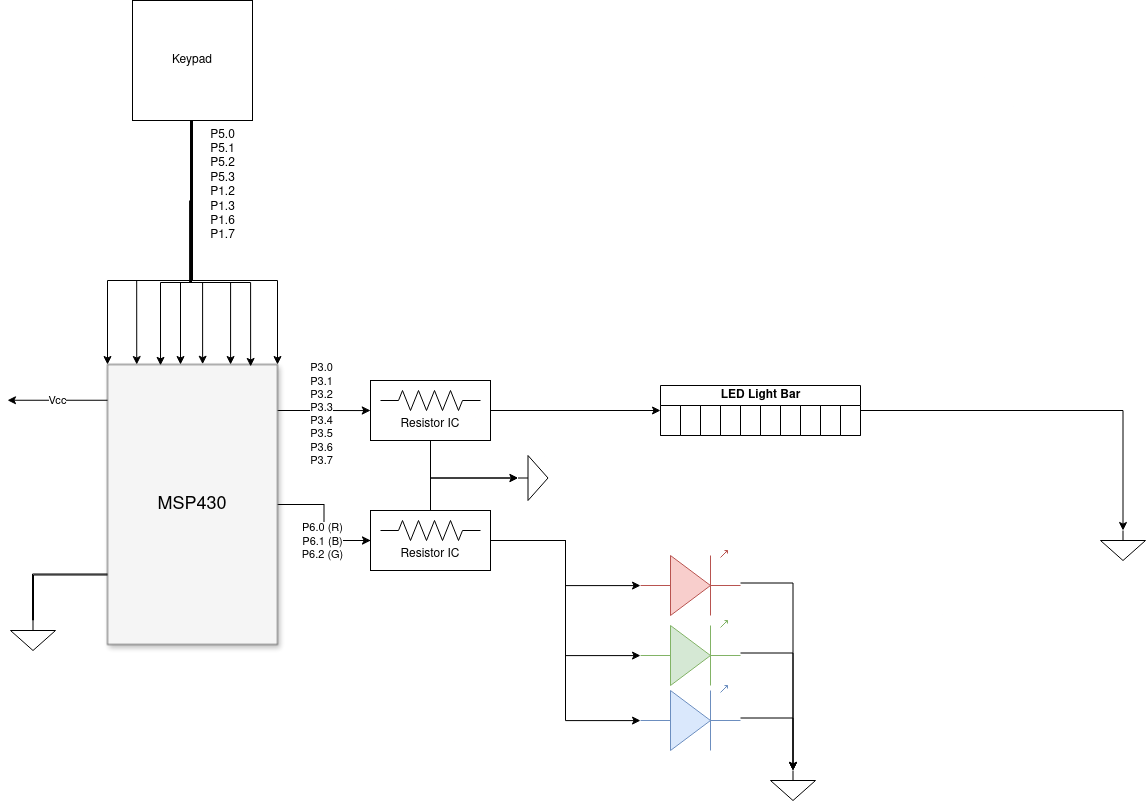 Keypad
P5.0
P5.1
P5.2
P5.3
P1.2
P1.3
P1.6
P1.7
Vcc
MSP430
P3.0
P3.1
P3.2
P3.3
P3.4
P3.5
P3.6
P3.7
Resistor IC
LED Light Bar
P6.0 (R)
P6.1 (B)
P6.2 (G)
Resistor IC